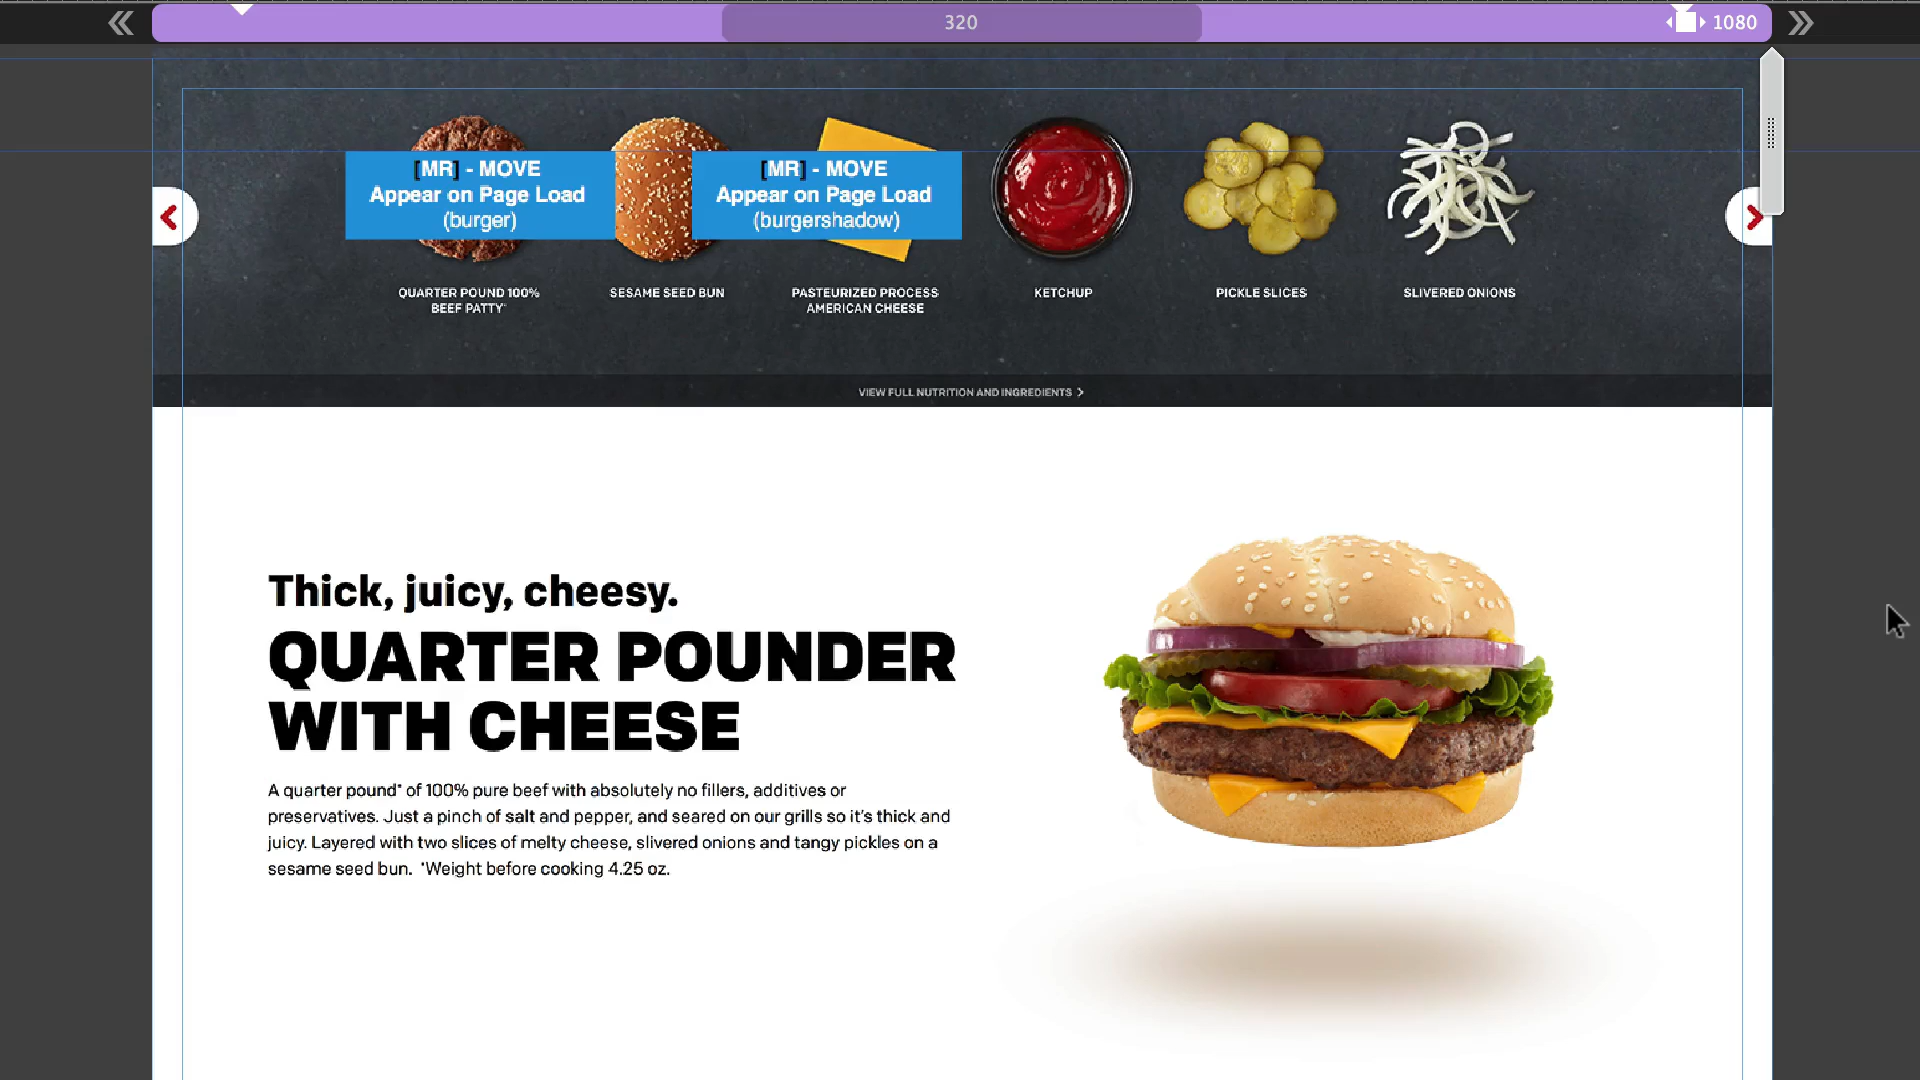 320
1080
[MR] - MOVE
Appear on Page Load
(burger)
[MR] - MOVE
Appear on Page Load
(burgershadow)
QUARTER POUND 100%
BEEF PATTY*
SESAME SEED BUN
PASTEURIZED PROCESS
AMERICAN CHEESE
KETCHUP
PICKLE SLICES
SLIVERED ONIONS
VIEW FULL NUTRITION AND INGREDIENTS
Thick, juicy, cheesy.
QUARTER POUNDER
WITH CHEESE
A quarter pound* of 100% pure beef with absolutely no fillers, additives or
preservatives. Just a pinch of salt and pepper, and seared on our grills so it's thick and
juicy. Layered with two slices of melty cheese, slivered onions and tangy pickles on a
sesame seed bun. *Weight before cooking 4.25 oz.